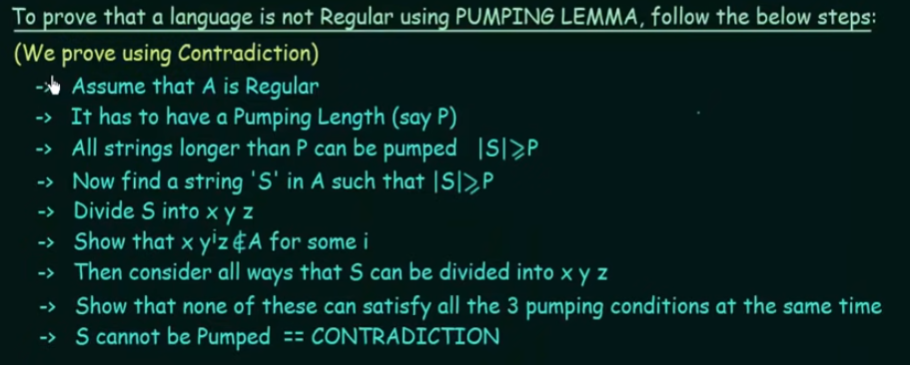 To prove that a language is not Regular using PUMPING LEMMA, follow the below steps:
(We prove using Contradiction)
-> Assume that A is Regular
-> It has to have a Pumping Length (say P)
-> All strings longer than P can be pumped |S|⩾P
-> Now find a string 'S' in A such that |S|⩾P
-> Divide S into x y z
-> Show that x yⁱz ∉ A for some i
-> Then consider all ways that S can be divided into x y z
-> Show that none of these can satisfy all the 3 pumping conditions at the same time
-> S cannot be Pumped == CONTRADICTION